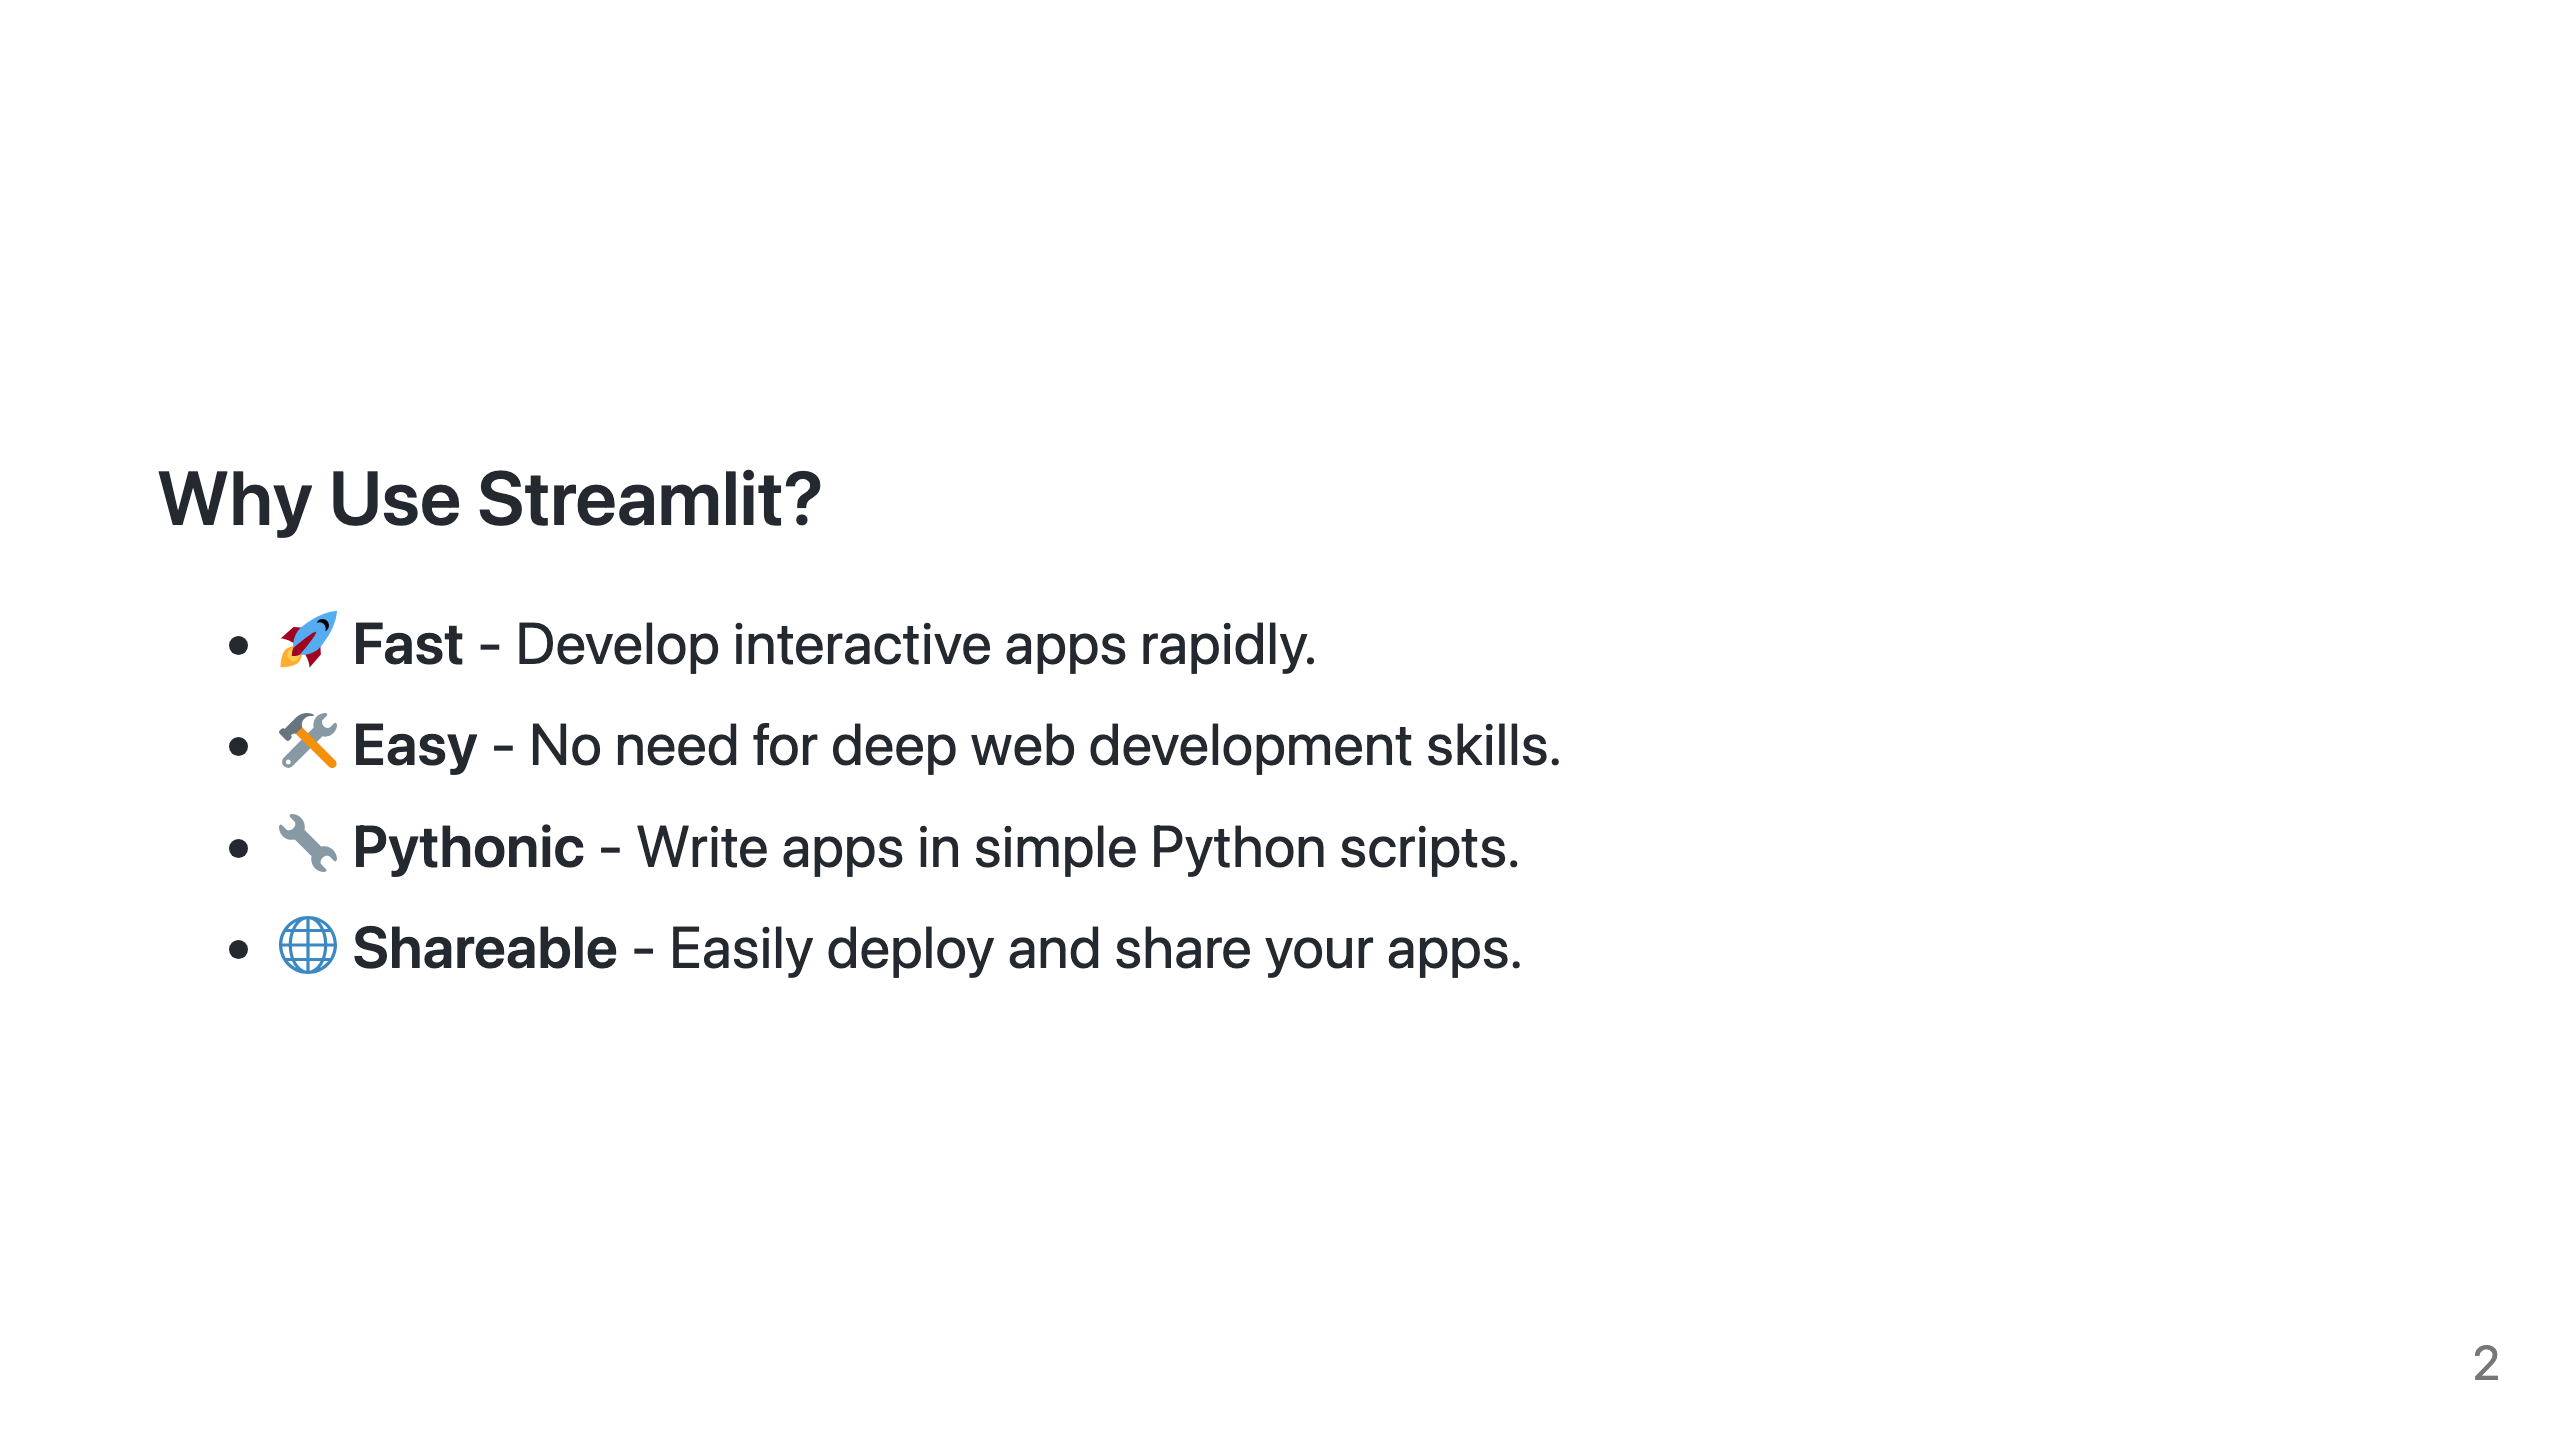 Why Use Streamlit?
• 🚀 Fast - Develop interactive apps rapidly.
• 🛠 Easy - No need for deep web development skills.
• 🔧 Pythonic - Write apps in simple Python scripts.
• 🌐 Shareable - Easily deploy and share your apps.
2